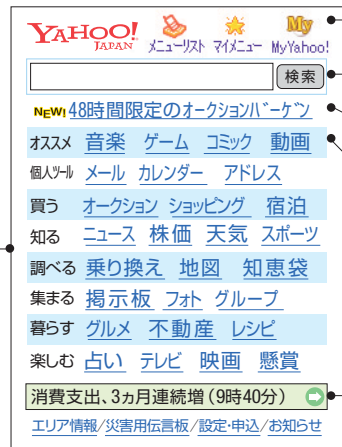 YAHOO! JAPAN メニューリスト マイメニュー My MyYahoo!
検索
NEW! 48時間限定のオークションバーゲン
オススメ 音楽 ゲーム コミック 動画
個人ツール メール カレンダー アドレス
買う オークション ショッピング 宿泊
知る ニュース 株価 天気 スポーツ
調べる 乗り換え 地図 知恵袋
集まる 掲示板 フォト グループ
暮らす グルメ 不動産 レシピ
楽しむ 占い テレビ 映画 懸賞
消費支出、3ヵ月連続増(9時40分)
エリア情報/災害用伝言板/設定・申込/お知らせ